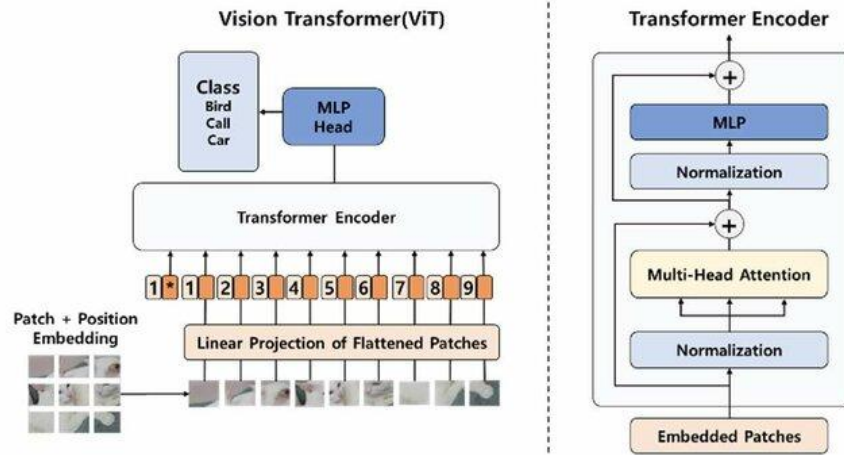 Vision Transformer(ViT)
Class
Bird
Call
Car
MLP
Head
Transformer Encoder
1 * 1 2 3 4 5 6 7 8 9
Patch + Position
Embedding
Linear Projection of Flattened Patches
Transformer Encoder
+
MLP
Normalization
+
Multi-Head Attention
Normalization
Embedded Patches